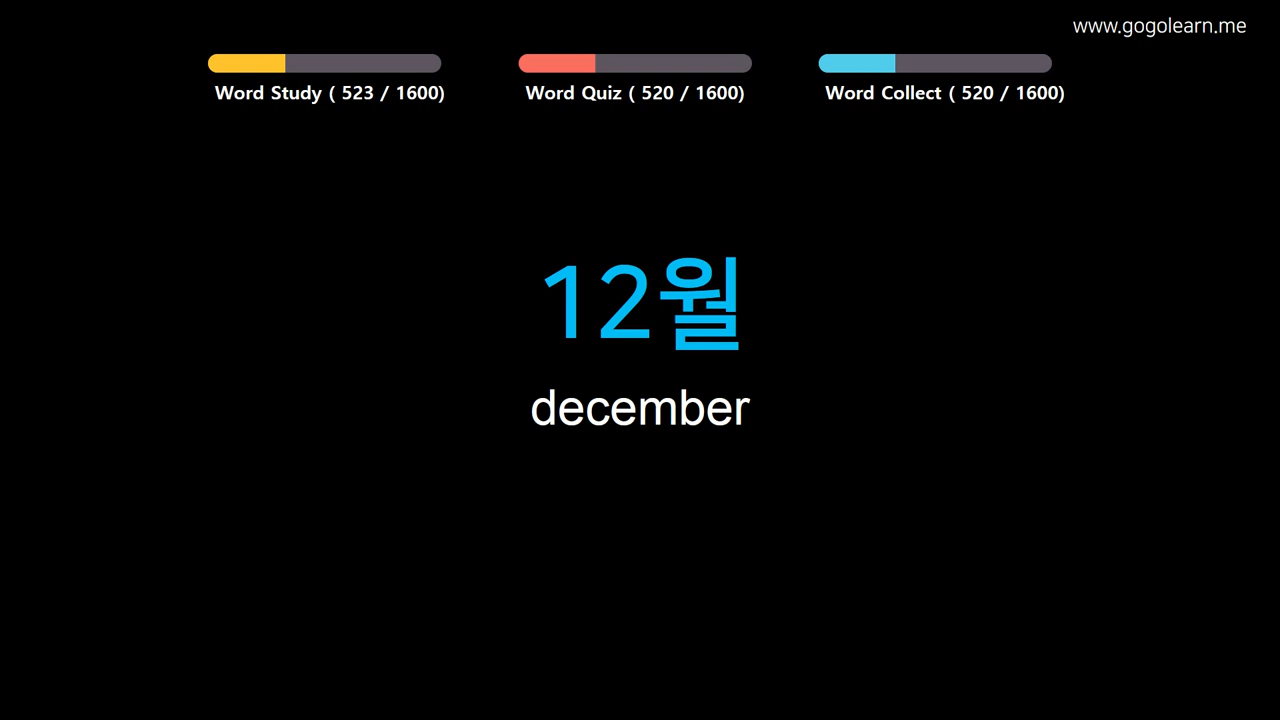 www.gogolearn.me
Word Study ( 523 / 1600)
Word Quiz ( 520 / 1600)
Word Collect ( 520 / 1600)
12월
december